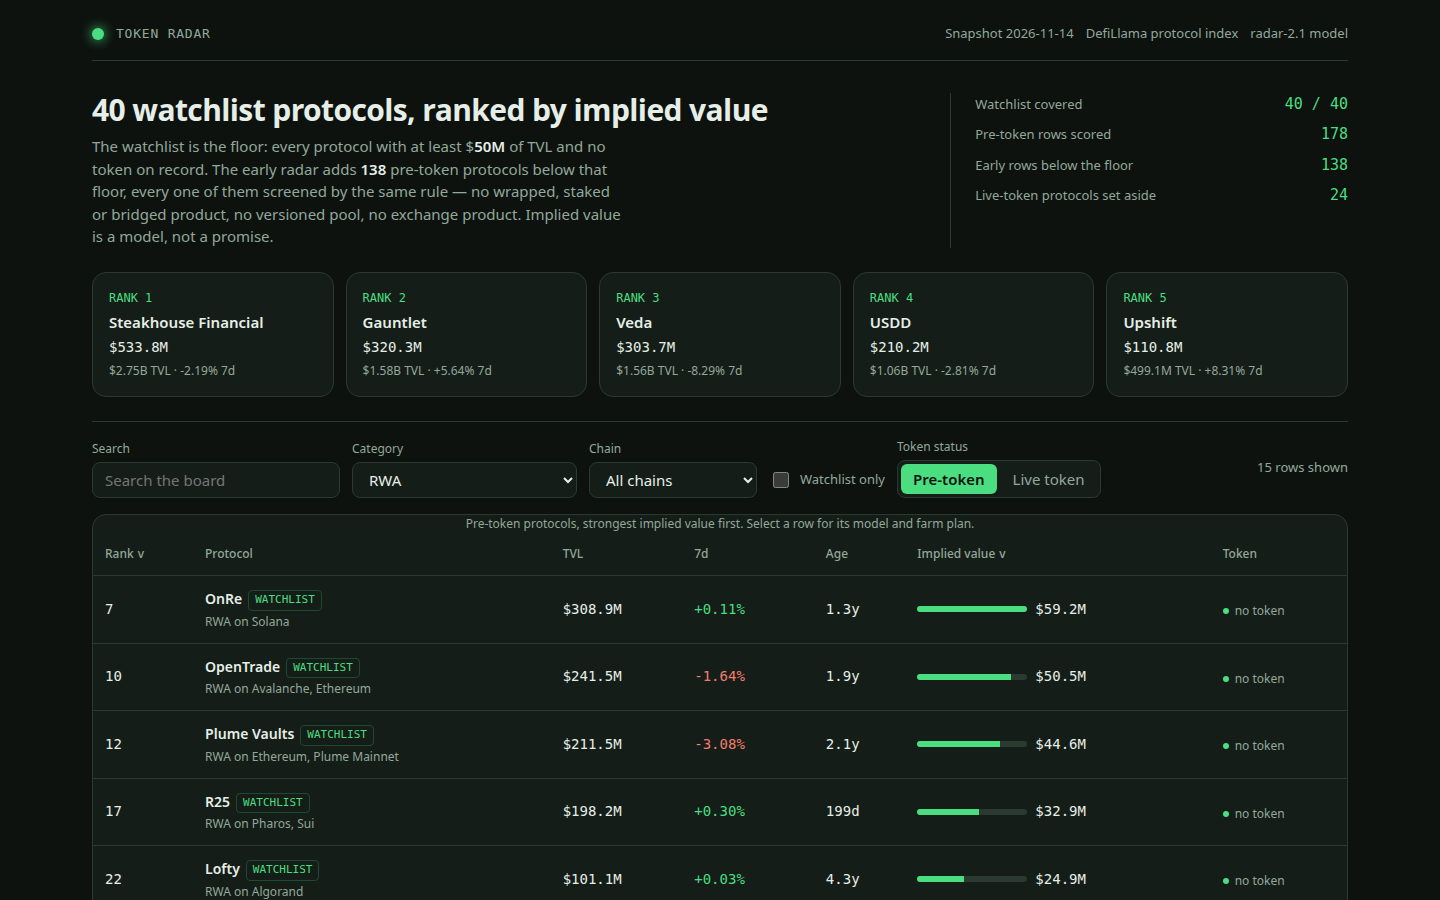 TOKEN RADAR
Snapshot 2026-11-14 DefiLlama protocol index radar-2.1 model
40 watchlist protocols, ranked by implied value
The watchlist is the floor: every protocol with at least $50M of TVL and no
token on record. The early radar adds 138 pre-token protocols below that
floor, every one of them screened by the same rule — no wrapped, staked
or bridged product, no versioned pool, no exchange product. Implied value
is a model, not a promise.
Watchlist covered 40 / 40
Pre-token rows scored 178
Early rows below the floor 138
Live-token protocols set aside 24
RANK 1
Steakhouse Financial
$533.8M
$2.75B TVL · -2.19% 7d
RANK 2
Gauntlet
$320.3M
$1.58B TVL · +5.64% 7d
RANK 3
Veda
$303.7M
$1.56B TVL · -8.29% 7d
RANK 4
USDD
$210.2M
$1.06B TVL · -2.81% 7d
RANK 5
Upshift
$110.8M
$499.1M TVL · +8.31% 7d
Search
Search the board
Category
RWA
Chain
All chains
Watchlist only
Token status
Pre-token Live token
15 rows shown
Pre-token protocols, strongest implied value first. Select a row for its model and farm plan.
Rank v Protocol TVL 7d Age Implied value v Token
7 OnRe WATCHLIST $308.9M +0.11% 1.3y $59.2M no token
RWA on Solana
10 OpenTrade WATCHLIST $241.5M -1.64% 1.9y $50.5M no token
RWA on Avalanche, Ethereum
12 Plume Vaults WATCHLIST $211.5M -3.08% 2.1y $44.6M no token
RWA on Ethereum, Plume Mainnet
17 R25 WATCHLIST $198.2M +0.30% 199d $32.9M no token
RWA on Pharos, Sui
22 Lofty WATCHLIST $101.1M +0.03% 4.3y $24.9M no token
RWA on Algorand